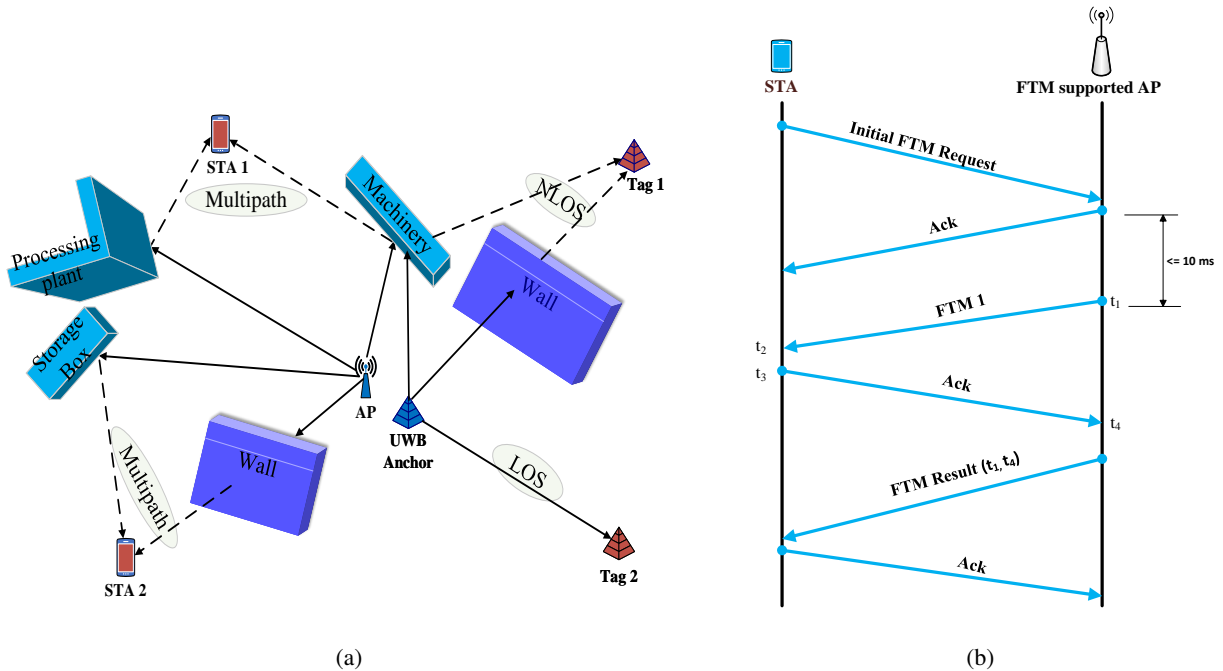 STA 1
Multipath
Processing
plant
Storage
Box
Machinery
NLOS
Tag 1
Wall
AP
UWB
Anchor
Wall
LOS
Multipath
STA 2
Tag 2
(a)
STA
FTM supported AP
Initial FTM Request
Ack
<= 10 ms
FTM 1
t1
t2
t3
Ack
t4
FTM Result (t1, t4)
Ack
(b)